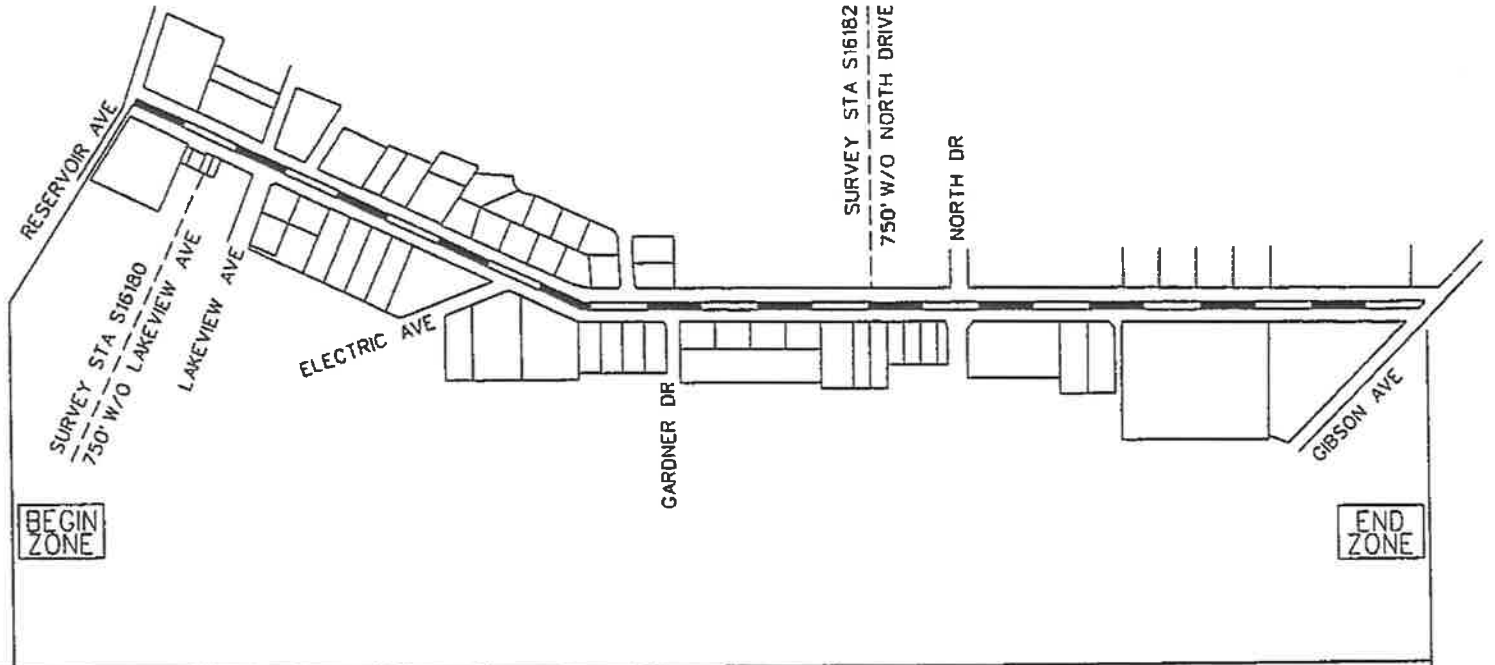 RESERVOIR AVE
SURVEY STA S16180
750' W/O LAKEVIEW AVE
LAKEVIEW AVE
ELECTRIC AVE
GARDNER DR
SURVEY STA S16182
750' W/O NORTH DRIVE
NORTH DR
GIBSON AVE
BEGIN
ZONE
END
ZONE